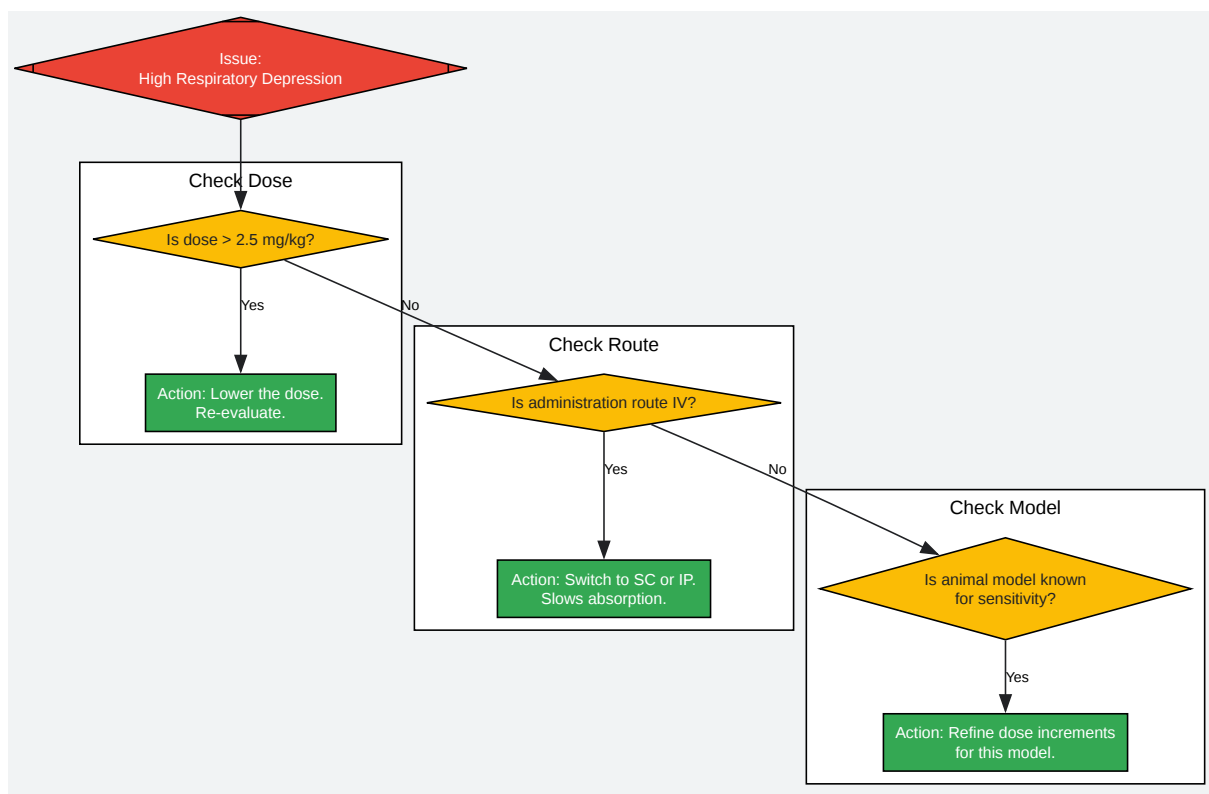 Issue:
High Respiratory Depression
Check Dose
Is dose > 2.5 mg/kg?
Yes
No
Action: Lower the dose.
Re-evaluate.
Check Route
Is administration route IV?
Yes
No
Action: Switch to SC or IP.
Slows absorption.
Check Model
Is animal model known
for sensitivity?
Yes
Action: Refine dose increments
for this model.